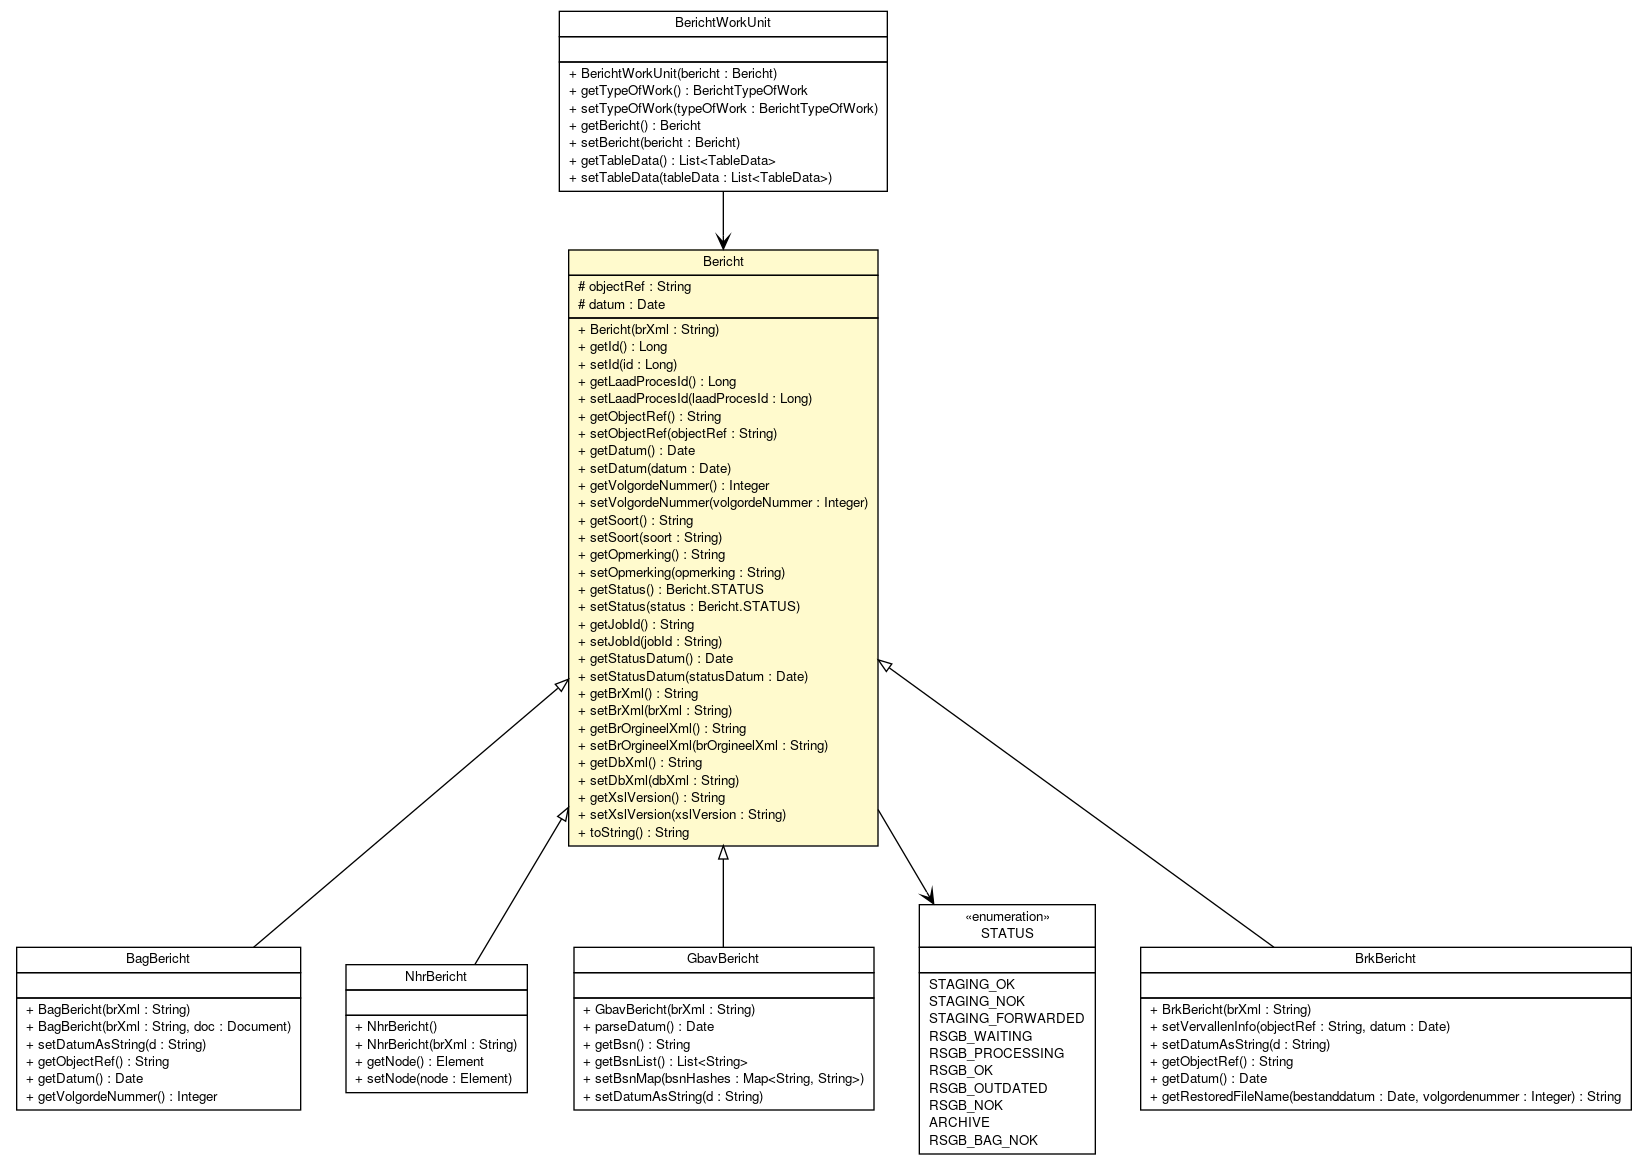 BerichtWorkUnit
+ BerichtWorkUnit(bericht : Bericht)
+ getTypeOfWork() : BerichtTypeOfWork
+ setTypeOfWork(typeOfWork : BerichtTypeOfWork)
+ getBericht() : Bericht
+ setBericht(bericht : Bericht)
+ getTableData() : List<TableData>
+ setTableData(tableData : List<TableData>)
Bericht
# objectRef : String
# datum : Date
+ Bericht(brXml : String)
+ getId() : Long
+ setId(id : Long)
+ getLaadProcesId() : Long
+ setLaadProcesId(laadProcesId : Long)
+ getObjectRef() : String
+ setObjectRef(objectRef : String)
+ getDatum() : Date
+ setDatum(datum : Date)
+ getVolgordeNummer() : Integer
+ setVolgordeNummer(volgordeNummer : Integer)
+ getSoort() : String
+ setSoort(soort : String)
+ getOpmerking() : String
+ setOpmerking(opmerking : String)
+ getStatus() : Bericht.STATUS
+ setStatus(status : Bericht.STATUS)
+ getJobId() : String
+ setJobId(jobId : String)
+ getStatusDatum() : Date
+ setStatusDatum(statusDatum : Date)
+ getBrXml() : String
+ setBrXml(brXml : String)
+ getBrOrgineelXml() : String
+ setBrOrgineelXml(brOrgineelXml : String)
+ getDbXml() : String
+ setDbXml(dbXml : String)
+ getXslVersion() : String
+ setXslVersion(xslVersion : String)
+ toString() : String
BagBericht
+ BagBericht(brXml : String)
+ BagBericht(brXml : String, doc : Document)
+ setDatumAsString(d : String)
+ getObjectRef() : String
+ getDatum() : Date
+ getVolgordeNummer() : Integer
NhrBericht
+ NhrBericht()
+ NhrBericht(brXml : String)
+ getNode() : Element
+ setNode(node : Element)
GbavBericht
+ GbavBericht(brXml : String)
+ parseDatum() : Date
+ getBsn() : String
+ getBsnList() : List<String>
+ setBsnMap(bsnHashes : Map<String, String>)
+ setDatumAsString(d : String)
«enumeration»
STATUS
STAGING_OK
STAGING_NOK
STAGING_FORWARDED
RSGB_WAITING
RSGB_PROCESSING
RSGB_OK
RSGB_OUTDATED
RSGB_NOK
ARCHIVE
RSGB_BAG_NOK
BrkBericht
+ BrkBericht(brXml : String)
+ setVervallenInfo(objectRef : String, datum : Date)
+ setDatumAsString(d : String)
+ getObjectRef() : String
+ getDatum() : Date
+ getRestoredFileName(bestanddatum : Date, volgordenummer : Integer) : String